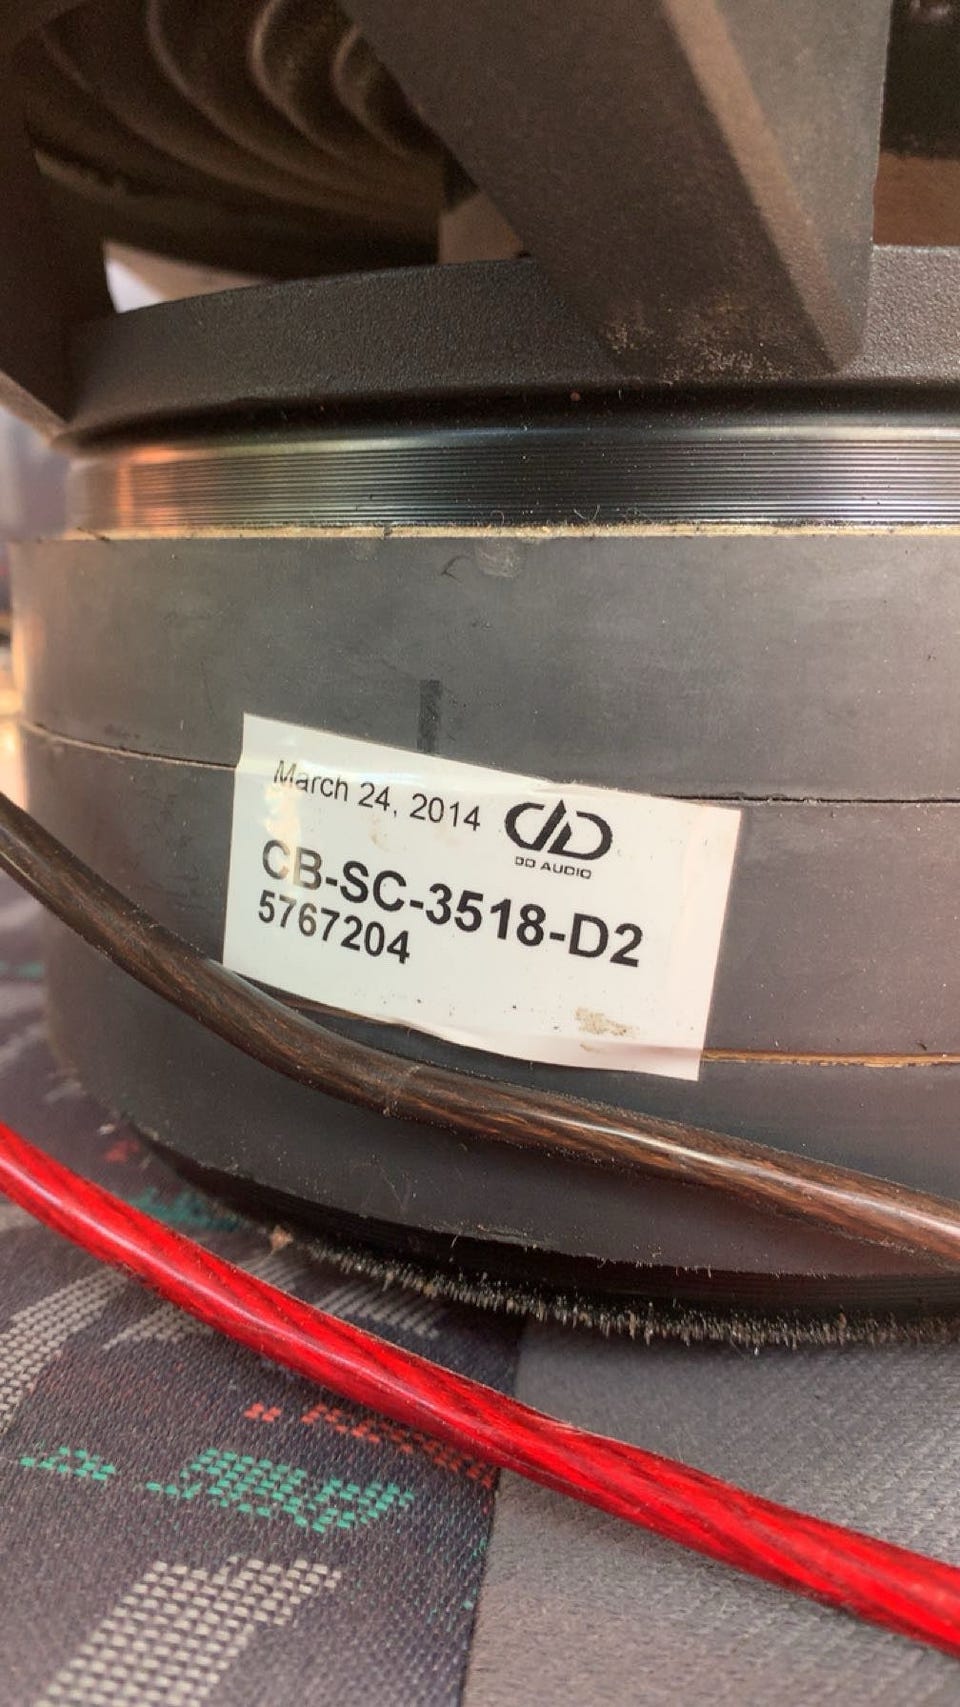 March 24, 2014
DD AUDIO
CB-SC-3518-D2
5767204